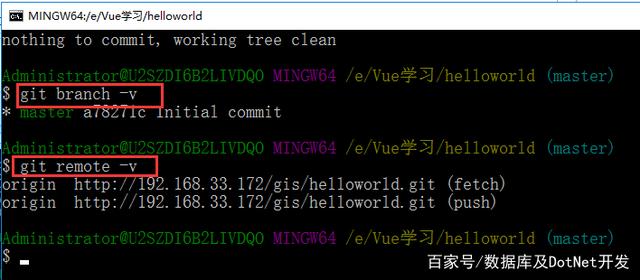 MINGW64:/e/Vue学习/helloworld
nothing to commit, working tree clean
Administrator@U2SZDI6B2LIVDQO MINGW64 /e/Vue学习/helloworld (master)
$ git branch -v
* master a78271c Initial commit
Administrator@U2SZDI6B2LIVDQO MINGW64 /e/Vue学习/helloworld (master)
$ git remote -v
origin http://192.168.33.172/gis/helloworld.git (fetch)
origin http://192.168.33.172/gis/helloworld.git (push)
Administrator@U2SZDI6B2LIVDQO MINGW64 /e/Vue学习/helloworld (master)
$
百家号/数据库及DotNet开发